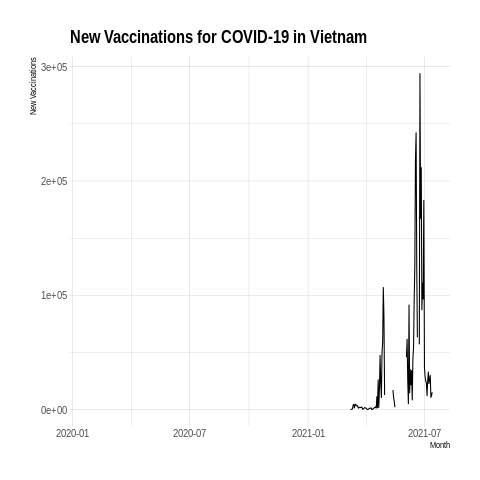 New Vaccinations for COVID-19 in Vietnam
New Vaccinations
3e+05
2e+05
1e+05
0e+00
2020-01
2020-07
2021-01
2021-07
Month